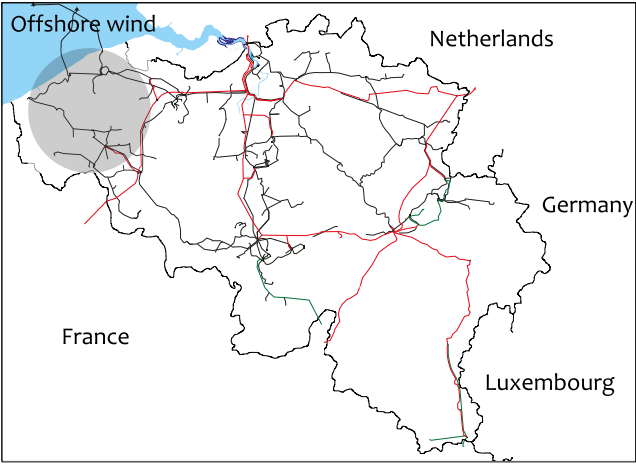 Offshore wind
Netherlands
Germany
France
Luxembourg